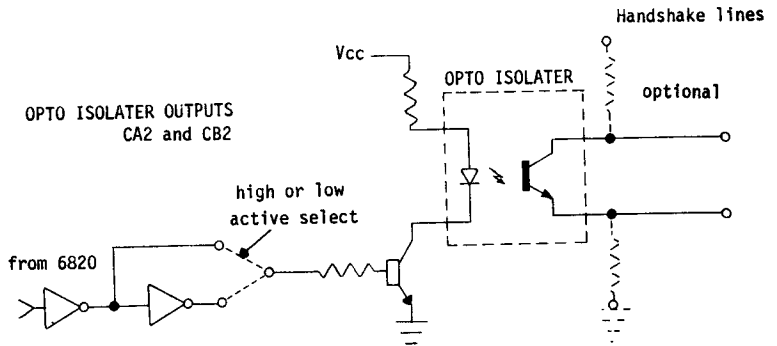 Handshake lines
Vcc
OPTO ISOLATER
optional
OPTO ISOLATER OUTPUTS
CA2 and CB2
high or low
active select
from 6820